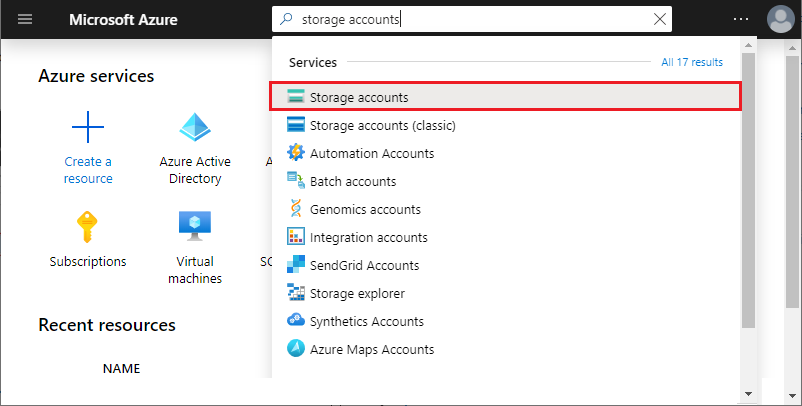 Microsoft Azure
storage accounts
...
Services
All 17 results
Storage accounts
Storage accounts (classic)
Automation Accounts
Batch accounts
Genomics accounts
Integration accounts
SendGrid Accounts
Storage explorer
Synthetics Accounts
Azure Maps Accounts
Azure services
Create a
resource
Azure Active
Directory
A
Subscriptions
Virtual
machines
Recent resources
NAME